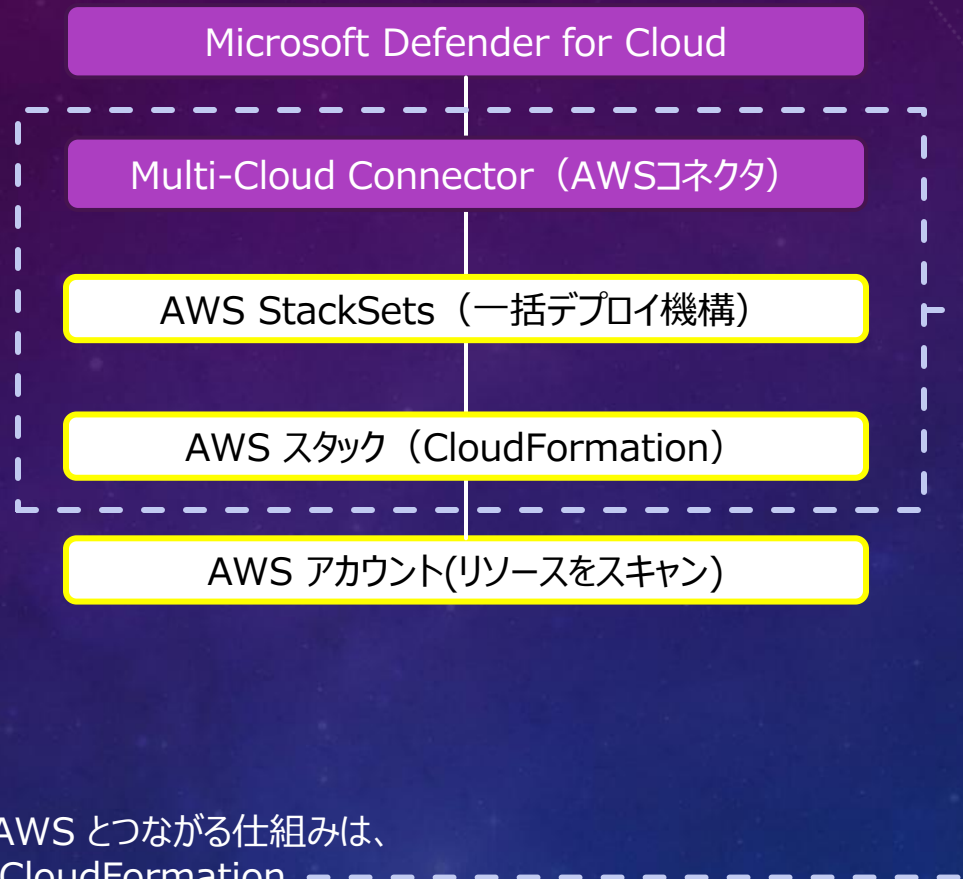 Microsoft Defender for Cloud
Multi-Cloud Connector（AWSコネクタ）
AWS StackSets（一括デプロイ機構）
AWS スタック（CloudFormation）
AWS アカウント(リソースをスキャン)
AWS とつながる仕組みは、
CloudFormation